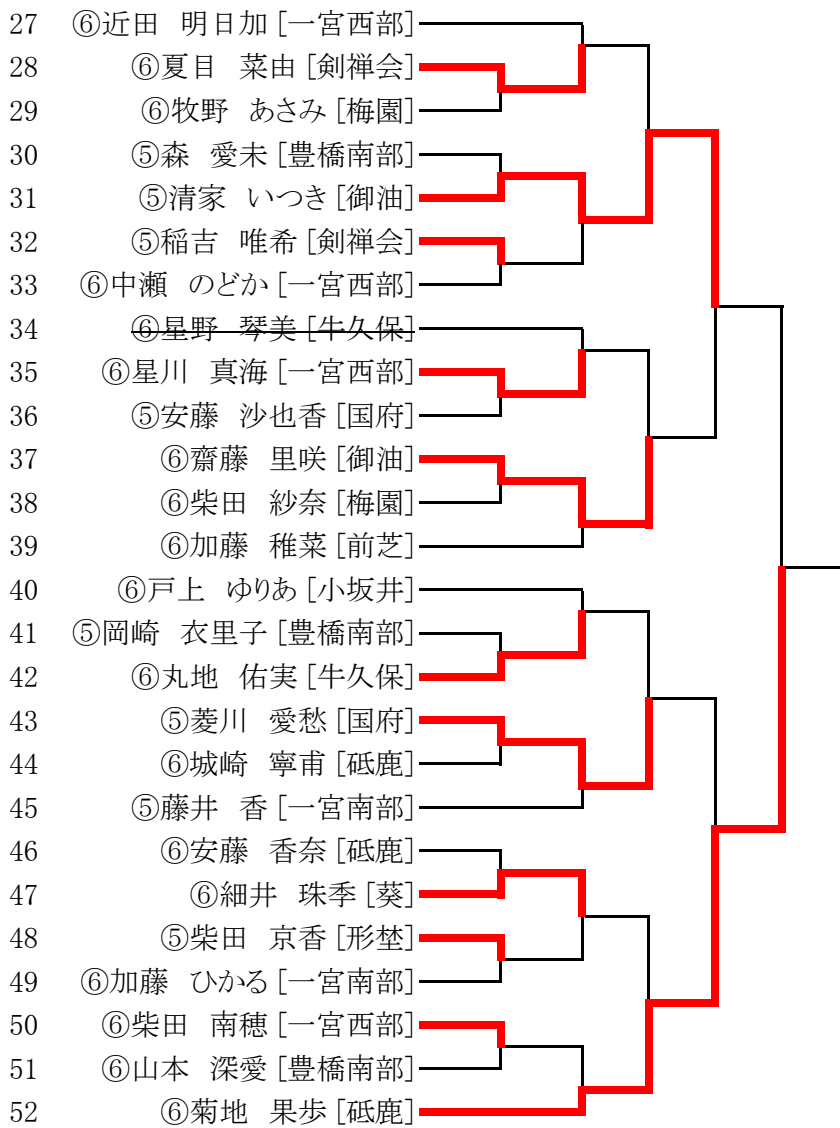 27 ⑥近田 明日加 [一宮西部]
28 ⑥夏目 菜由 [剣禅会]
29 ⑥牧野 あさみ [梅園]
30 ⑤森 愛未 [豊橋南部]
31 ⑤清家 いつき [御油]
32 ⑤稲吉 唯希 [剣禅会]
33 ⑥中瀬 のどか [一宮西部]
34 ⑥星野 琴美 [牛久保]
35 ⑥星川 真海 [一宮西部]
36 ⑤安藤 沙也香 [国府]
37 ⑥齋藤 里咲 [御油]
38 ⑥柴田 紗奈 [梅園]
39 ⑥加藤 稚菜 [前芝]
40 ⑥戸上 ゆりあ [小坂井]
41 ⑤岡崎 衣里子 [豊橋南部]
42 ⑥丸地 佑実 [牛久保]
43 ⑤菱川 愛愁 [国府]
44 ⑥城崎 寧甫 [砥鹿]
45 ⑤藤井 香 [一宮南部]
46 ⑥安藤 香奈 [砥鹿]
47 ⑥細井 珠季 [葵]
48 ⑤柴田 京香 [形埜]
49 ⑥加藤 ひかる [一宮南部]
50 ⑥柴田 南穂 [一宮西部]
51 ⑥山本 深愛 [豊橋南部]
52 ⑥菊地 果歩 [砥鹿]